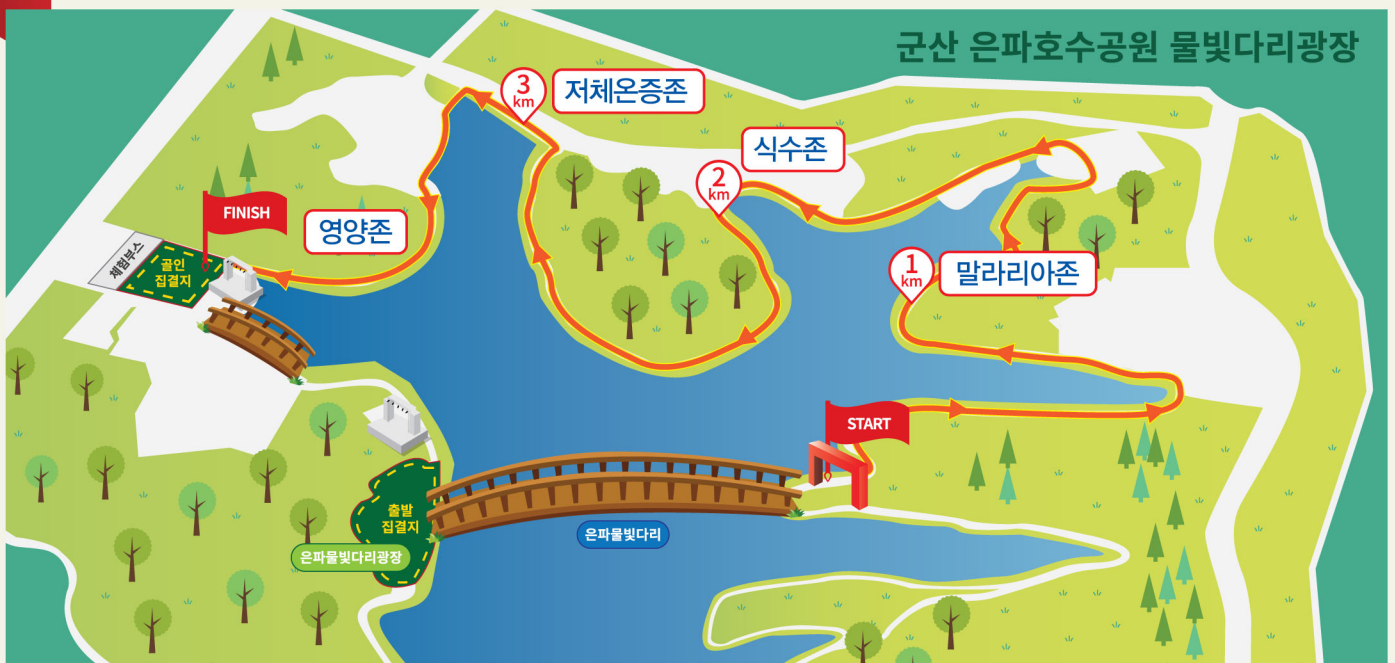 군산 은파호수공원 물빛다리광장
3
km
저체온증존
식수존
2
km
FINISH
영양존
체험부스
골인
집결지
1
km
말라리아존
START
출발
집결지
은파물빛다리
은파물빛다리광장